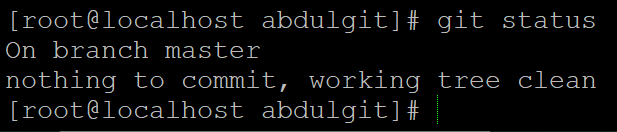 [root@localhost abdulgit]# git status
On branch master
nothing to commit, working tree clean
[root@localhost abdulgit]#